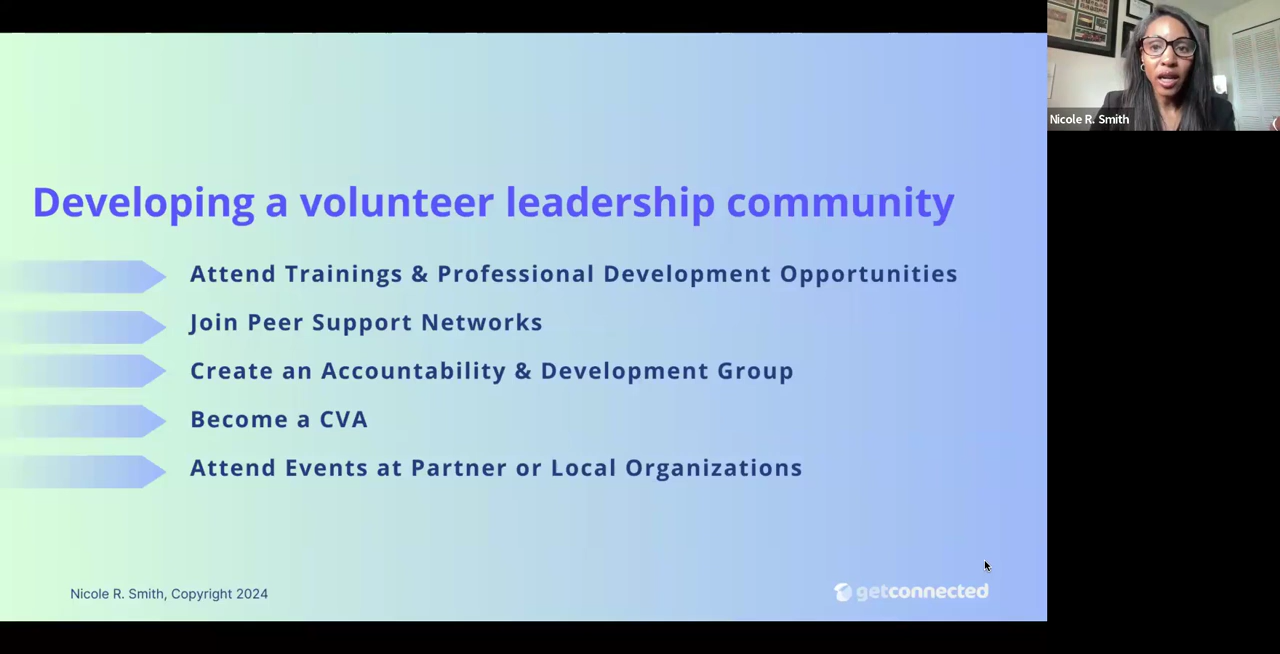 Developing a volunteer leadership community
Attend Trainings & Professional Development Opportunities
Join Peer Support Networks
Create an Accountability & Development Group
Become a CVA
Attend Events at Partner or Local Organizations
Nicole R. Smith, Copyright 2024
getconnected
Nicole R. Smith